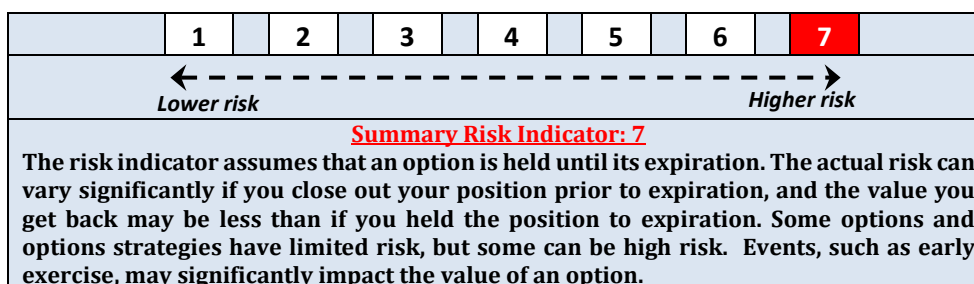 1 2 3 4 5 6 7
Lower risk Higher risk
Summary Risk Indicator: 7
The risk indicator assumes that an option is held until its expiration. The actual risk can
vary significantly if you close out your position prior to expiration, and the value you
get back may be less than if you held the position to expiration. Some options and
options strategies have limited risk, but some can be high risk. Events, such as early
exercise, may significantly impact the value of an option.